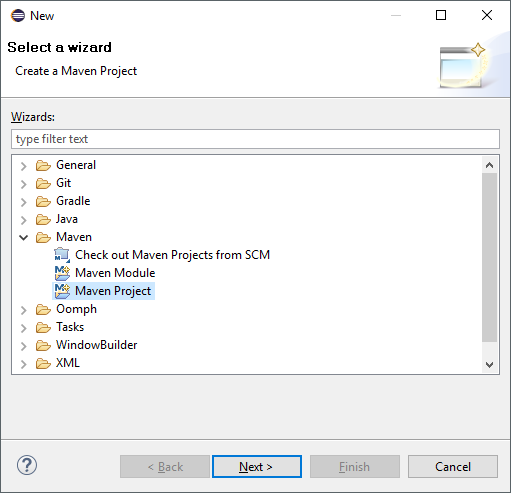 New
Select a wizard
Create a Maven Project
Wizards:
type filter text
General
Git
Gradle
Java
Maven
Check out Maven Projects from SCM
Maven Module
Maven Project
Oomph
Tasks
WindowBuilder
XML
?
< Back
Next >
Finish
Cancel